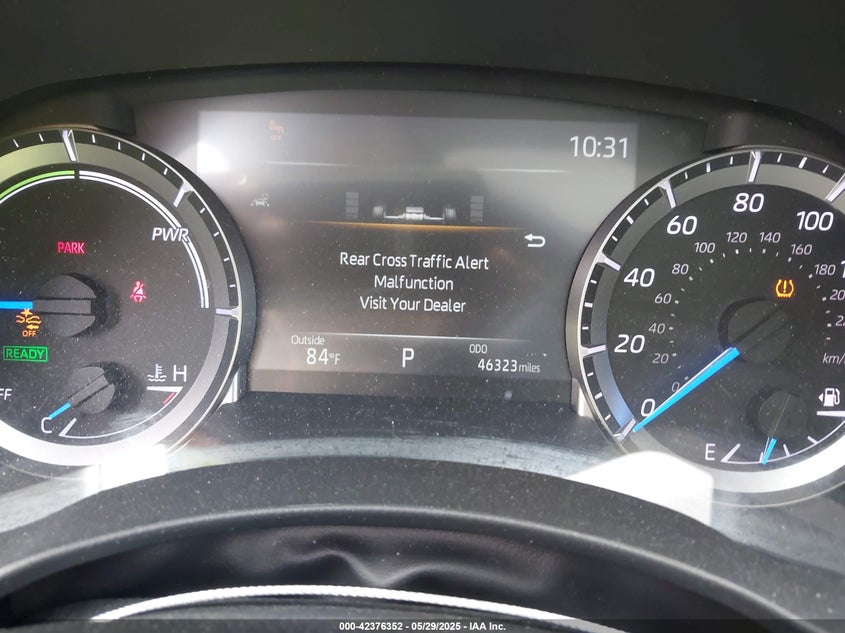 10:31
PWR
PARK
Rear Cross Traffic Alert
Malfunction
Visit Your Dealer
OFF
READY
H
C
Outside
84°F
P
ODO
46323 miles
0
20
40
60
80
100
0
20
40
60
80
100
120
140
160
180
km/
E
000-42376352 - 05/29/2025 - IAA Inc.